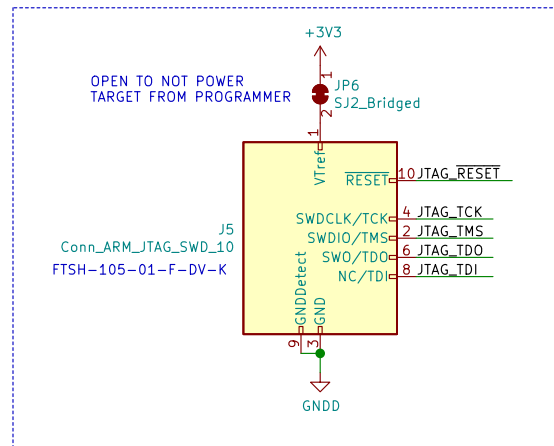 +3V3
1
OPEN TO NOT POWER
TARGET FROM PROGRAMMER
JP6
SJ2_Bridged
2
1
VTref
RESET
10
JTAG_RESET
J5
Conn_ARM_JTAG_SWD_10
FTSH-105-01-F-DV-K
SWDCLK/TCK
4
JTAG_TCK
SWDIO/TMS
2
JTAG_TMS
SWO/TDO
6
JTAG_TDO
NC/TDI
8
JTAG_TDI
GNDDetect
GND
9
3
GNDD